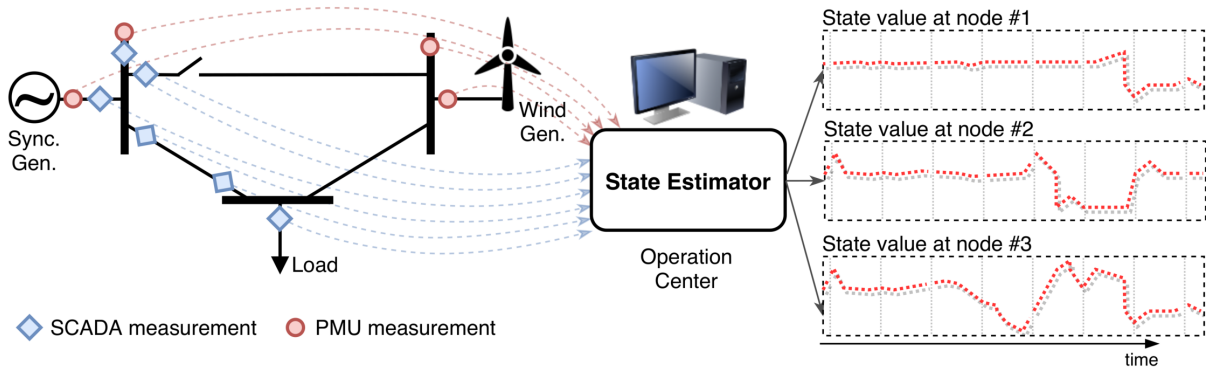 Sync.
Gen.
Wind
Gen.
Load
SCADA measurement
PMU measurement
State Estimator
Operation
Center
State value at node #1
State value at node #2
State value at node #3
time